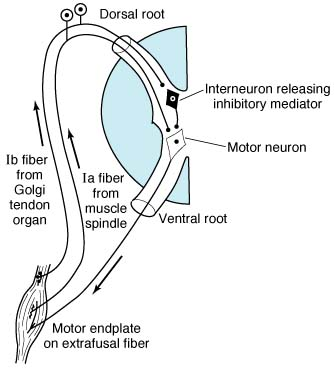 Dorsal root
Interneuron releasing
inhibitory mediator
Motor neuron
Ib fiber
from
Golgi
tendon
organ
Ia fiber
from
muscle
spindle
Ventral root
Motor endplate
on extrafusal fiber